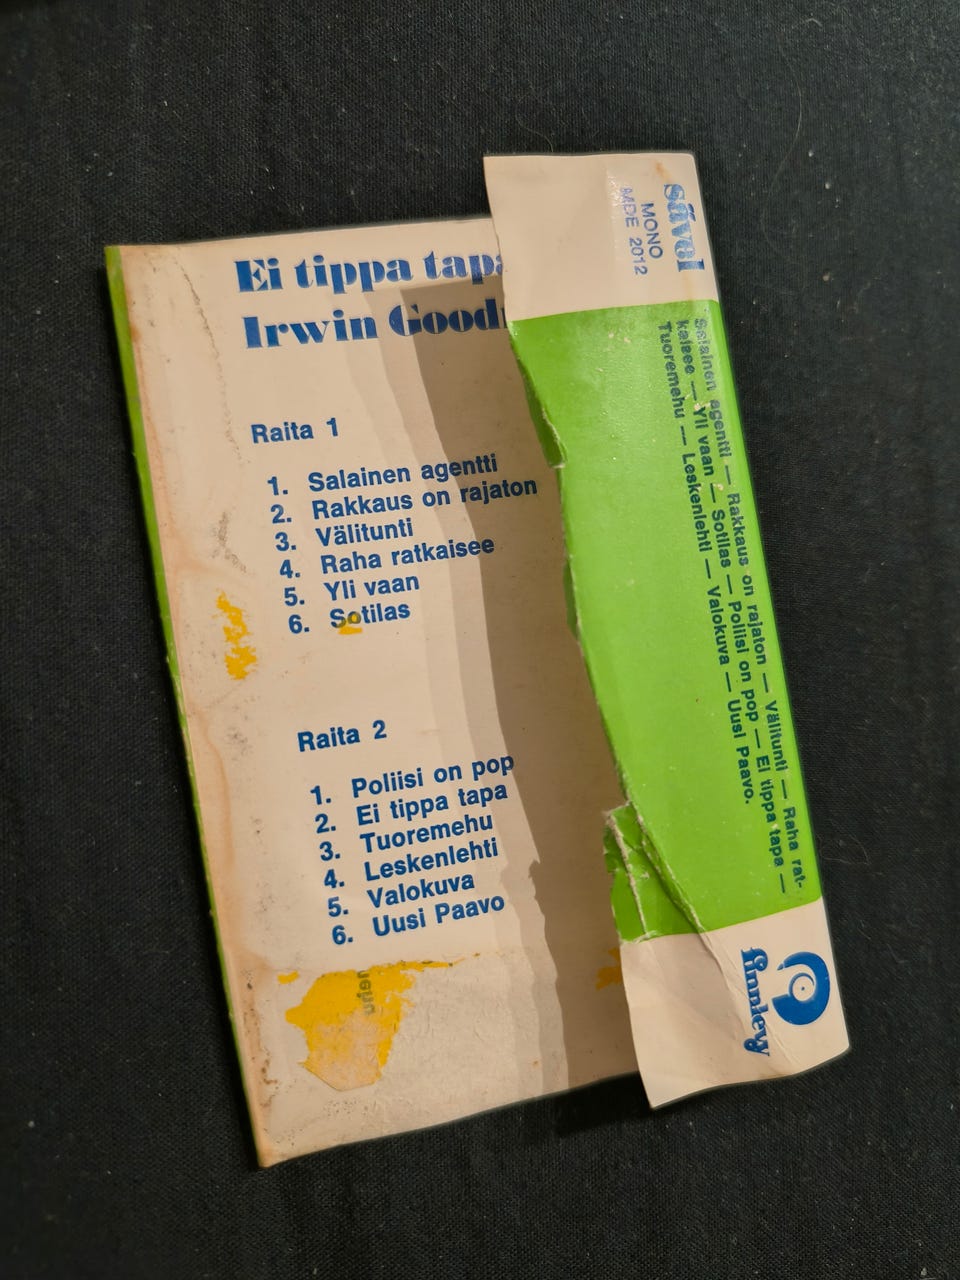 Ei tippa tapa
Irwin Good
Raita 1
1. Salainen agentti
2. Rakkaus on rajaton
3. Välitunti
4. Raha ratkaisee
5. Yli vaan
6. Sotilas
Raita 2
1. Poliisi on pop
2. Ei tippa tapa
3. Tuoremehu
4. Leskenlehti
5. Valokuva
6. Uusi Paavo
sävel
MONO
MDE 2012
Salainen agentti — Rakkaus on rajaton — Välitunti — Raha rat-
kaisee — Yli vaan — Sotilas — Poliisi on pop — Ei tippa tapa —
Tuoremehu — Leskenlehti — Valokuva — Uusi Paavo.
finnlevy